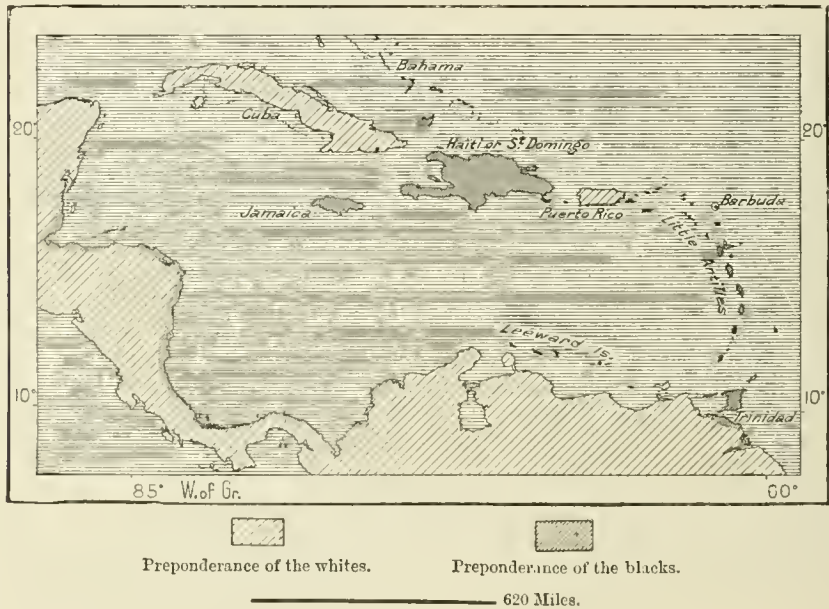 Bahama
20°
20°
Cuba
Haiti or St. Domingo
Jamaica
Puerto Rico
Barbuda
Little Antilles
Leeward Is.
10°
10°
Trinidad
85° W. of Gr.
60°
Preponderance of the whites.
Preponderance of the blacks.
620 Miles.